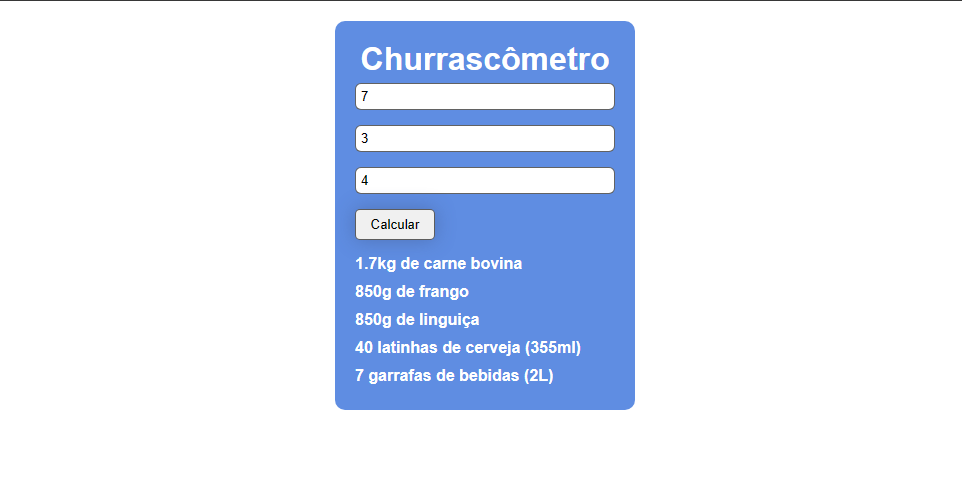 Churrascômetro
7
3
4
Calcular
1.7kg de carne bovina
850g de frango
850g de linguiça
40 latinhas de cerveja (355ml)
7 garrafas de bebidas (2L)